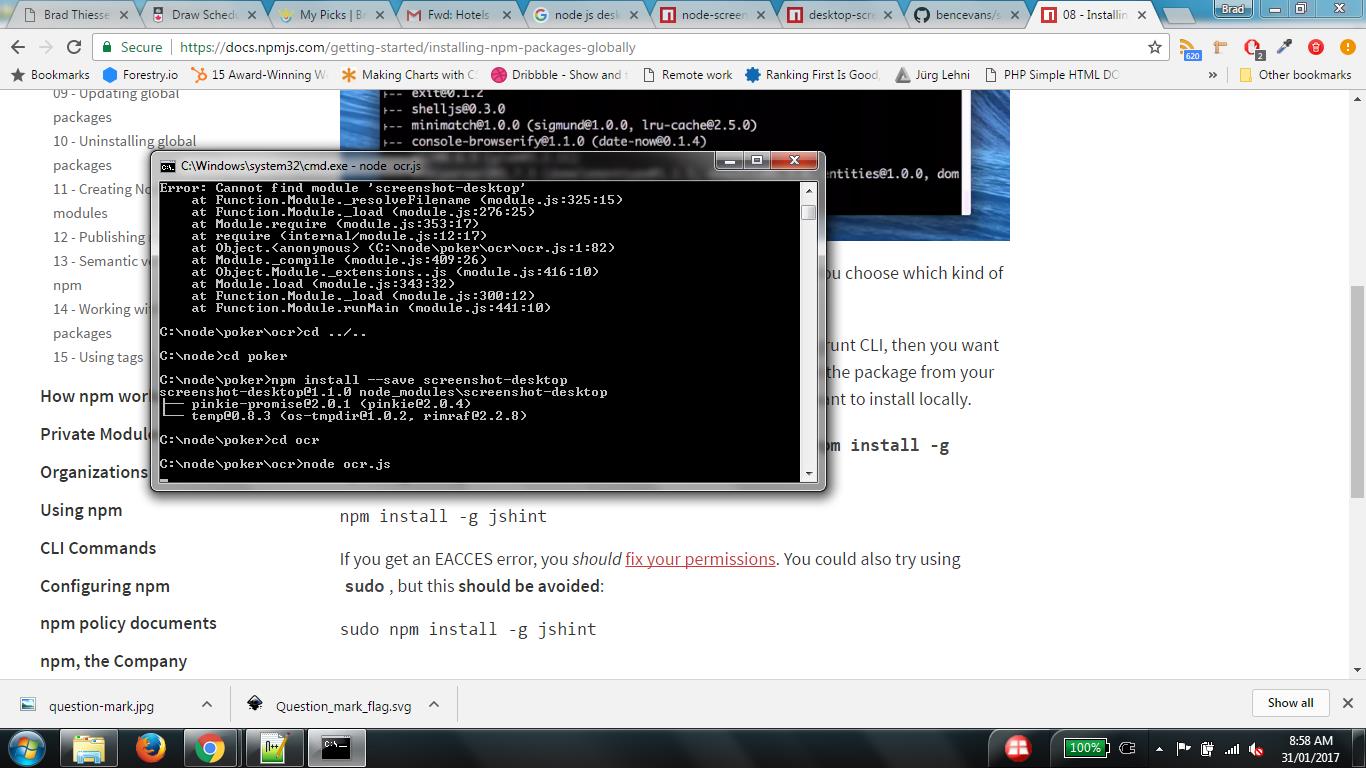 Brad Thiesse
Draw Schedu
My Picks | Be
Fwd: Hotels
node js desk
node-screen
desktop-scre
bencevans/s
08 - Installin
Brad
Secure
https://docs.npmjs.com/getting-started/installing-npm-packages-globally
620
2
Bookmarks
Forestry.io
15 Award-Winning W
Making Charts with CS
Dribbble - Show and t
Remote work
Ranking First Is Good,
Jürg Lehni
PHP Simple HTML DO
»
Other bookmarks
09 - Updating global
packages
10 - Uninstalling global
packages
11 - Creating No
modules
12 - Publishing
13 - Semantic ve
npm
14 - Working wit
packages
15 - Using tags
How npm wor
Private Modul
Organizations
Using npm
CLI Commands
Configuring npm
npm policy documents
npm, the Company
├── exit@0.1.2
├── shelljs@0.3.0
├── minimatch@1.0.0 (sigmund@1.0.0, lru-cache@2.5.0)
├── console-browserify@1.1.0 (date-now@0.1.4)
entities@1.0.0, dom
C:\Windows\system32\cmd.exe - node ocr.js
Error: Cannot find module 'screenshot-desktop'
at Function.Module._resolveFilename (module.js:325:15)
at Function.Module._load (module.js:276:25)
at Module.require (module.js:353:17)
at require (internal/module.js:12:17)
at Object.<anonymous> (C:\node\poker\ocr\ocr.js:1:82)
at Module._compile (module.js:409:26)
at Object.Module._extensions..js (module.js:416:10)
at Module.load (module.js:343:32)
at Function.Module._load (module.js:300:12)
at Function.Module.runMain (module.js:441:10)
C:\node\poker\ocr>cd ../..
C:\node>cd poker
C:\node\poker>npm install --save screenshot-desktop
screenshot-desktop@1.1.0 node_modules\screenshot-desktop
├── pinkie-promise@2.0.1 (pinkie@2.0.4)
└── temp@0.8.3 (os-tmpdir@1.0.2, rimraf@2.2.8)
C:\node\poker>cd ocr
C:\node\poker\ocr>node ocr.js
ou choose which kind of
runt CLI, then you want
the package from your
ant to install locally.
pm install -g
npm install -g jshint
If you get an EACCES error, you should fix your permissions. You could also try using
sudo , but this should be avoided:
sudo npm install -g jshint
question-mark.jpg
Question_mark_flag.svg
Show all
100%
8:58 AM
31/01/2017